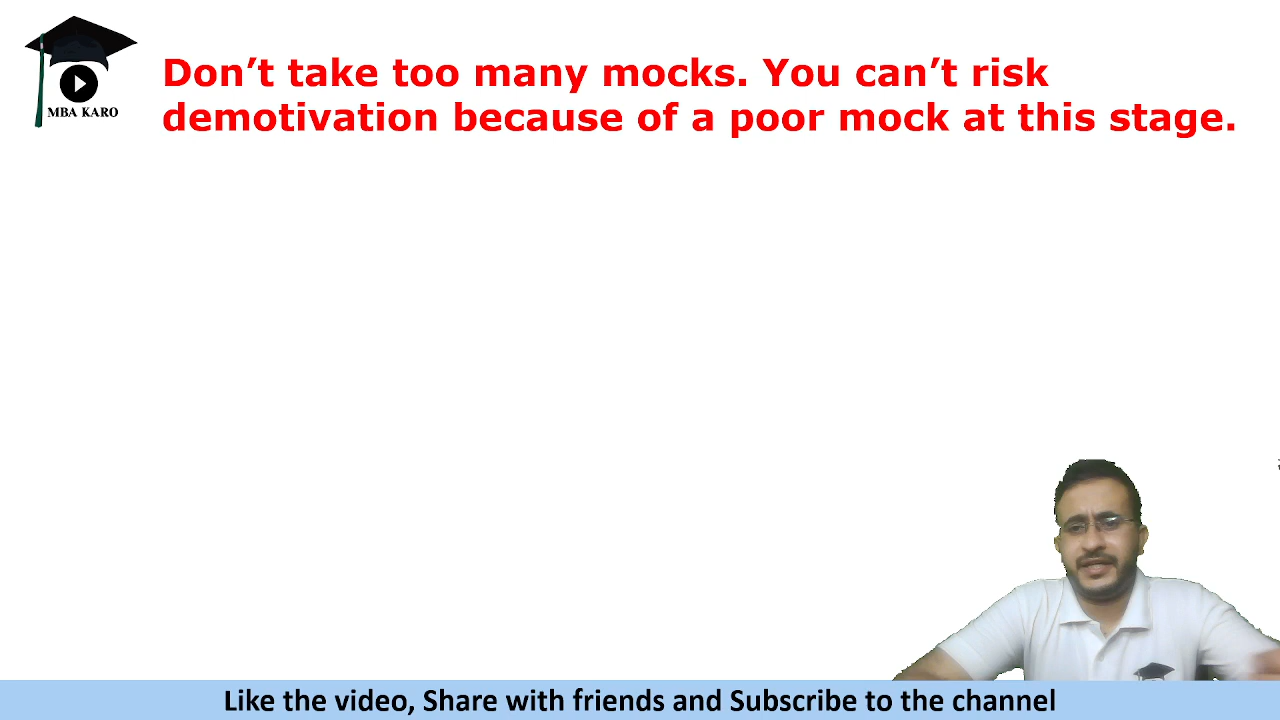 Don’t take too many mocks. You can’t risk
demotivation because of a poor mock at this stage.
MBA KARO
Like the video, Share with friends and Subscribe to the channel